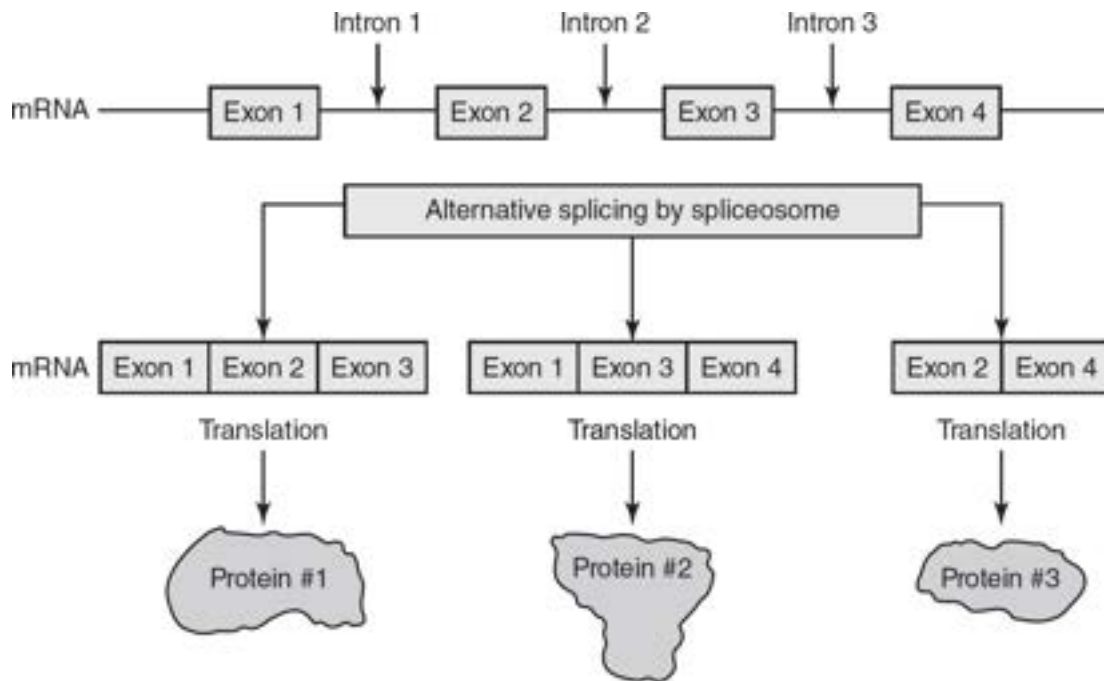 Intron 1 Intron 2 Intron 3
mRNA Exon 1 Exon 2 Exon 3 Exon 4
Alternative splicing by spliceosome
mRNA Exon 1 Exon 2 Exon 3 Exon 1 Exon 3 Exon 4 Exon 2 Exon 4
Translation Translation Translation
Protein #1 Protein #2 Protein #3